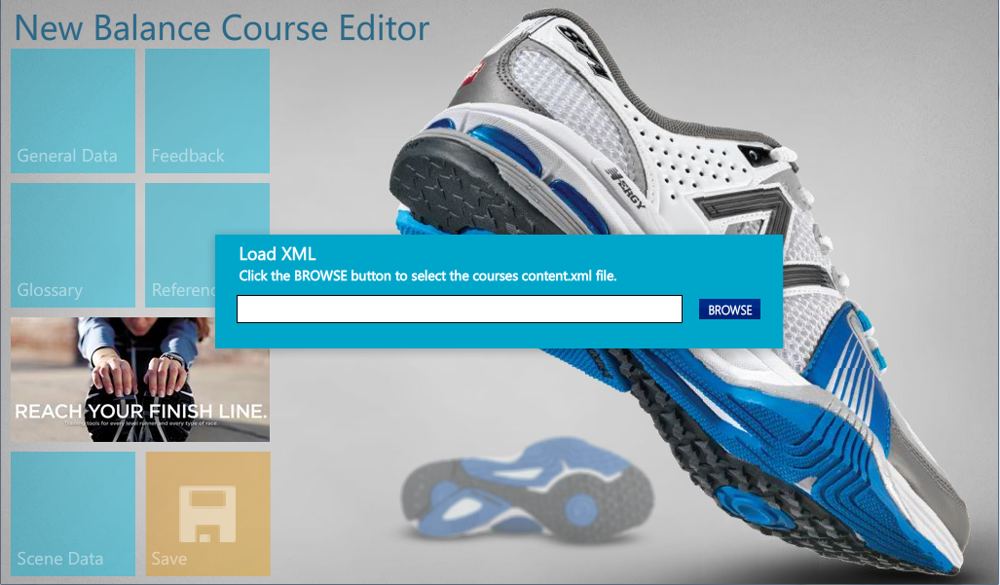 New Balance Course Editor
General Data
Feedback
Glossary
Load XML
Click the BROWSE button to select the courses content.xml file.
BROWSE
REACH YOUR FINISH LINE.
Training tools for every level runner and every type of race.
Scene Data
Save
N-ERGY